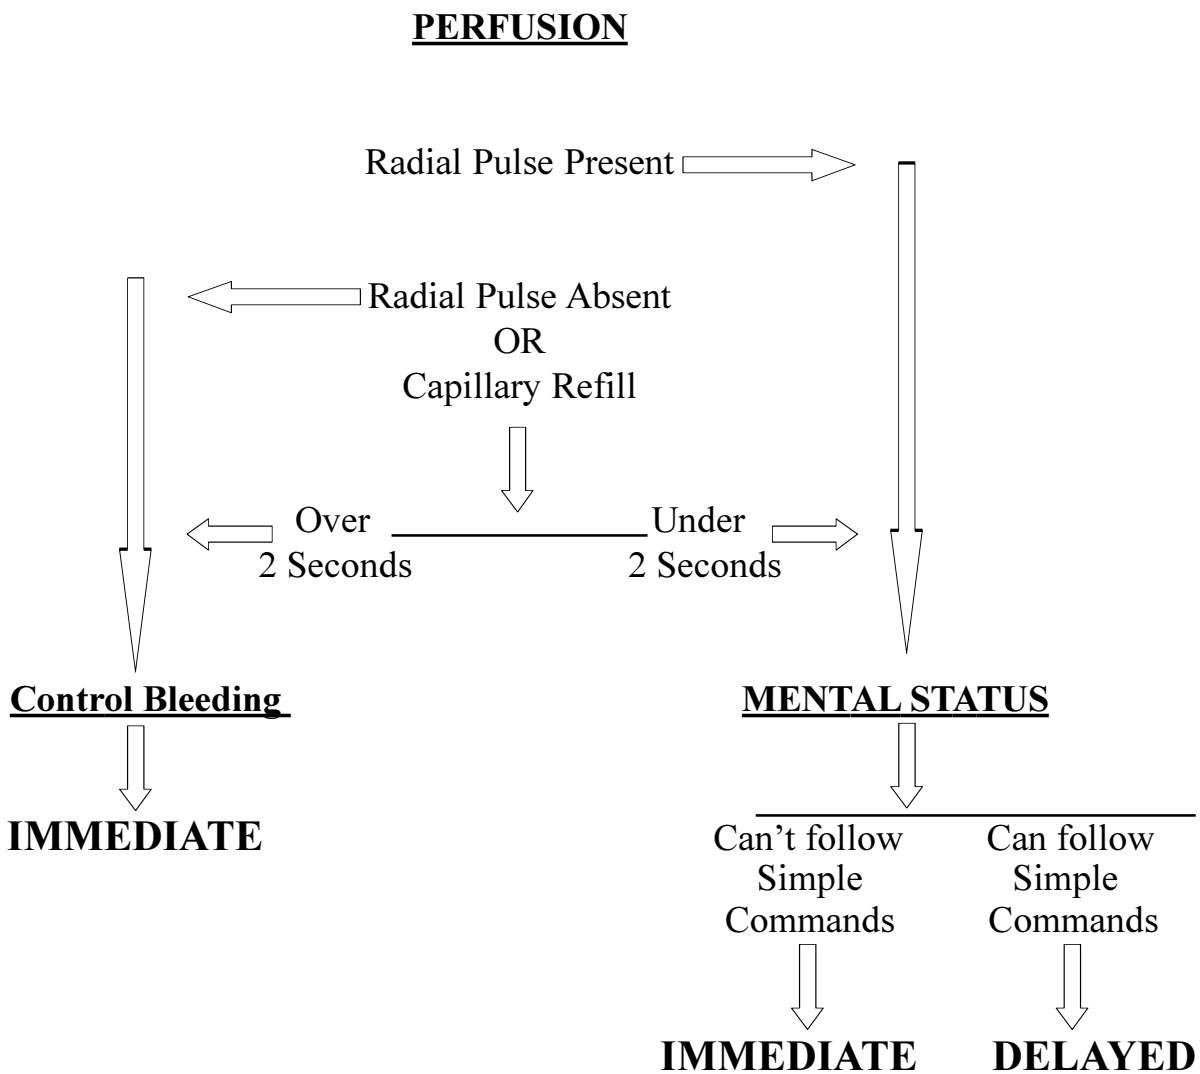 PERFUSION
Radial Pulse Present
Radial Pulse Absent
OR
Capillary Refill
Over
2 Seconds
Under
2 Seconds
Control Bleeding
IMMEDIATE
MENTAL STATUS
Can’t follow
Simple
Commands
Can follow
Simple
Commands
IMMEDIATE
DELAYED